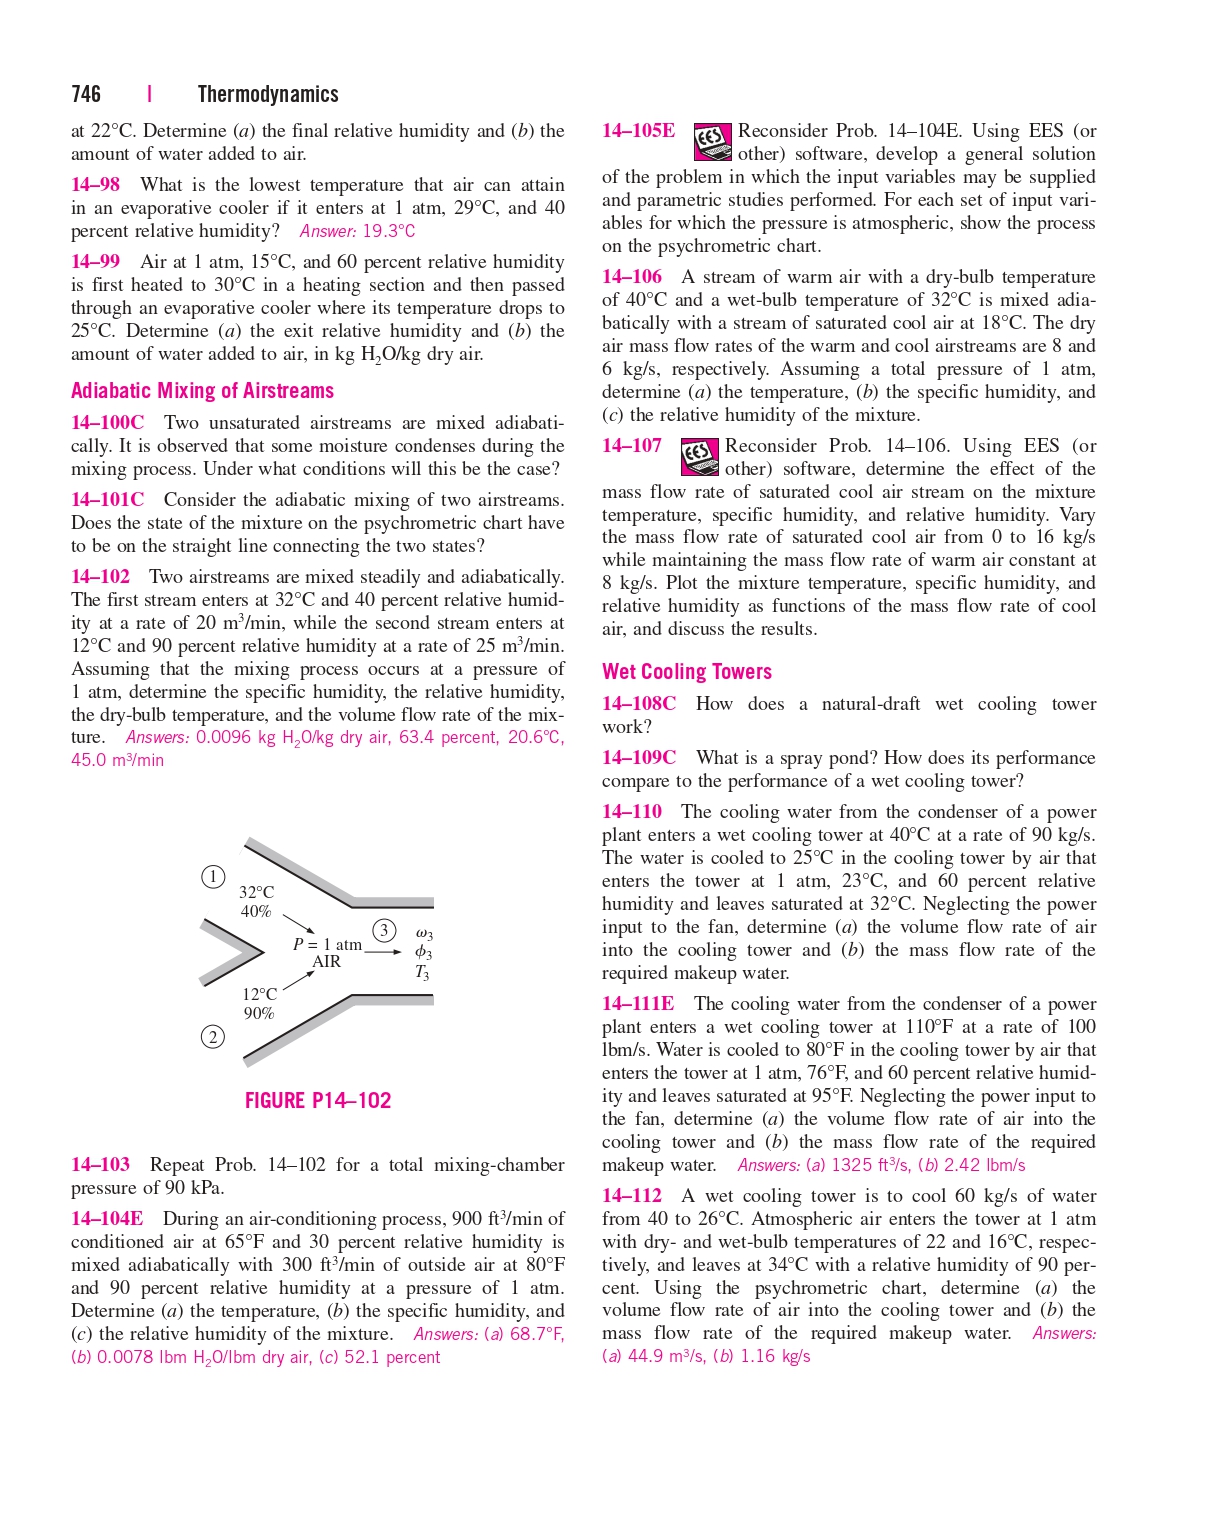 746 | Thermodynamics
at 22°C. Determine (a) the final relative humidity and (b) the
amount of water added to air.
14–98 What is the lowest temperature that air can attain
in an evaporative cooler if it enters at 1 atm, 29°C, and 40
percent relative humidity? Answer: 19.3°C
14–99 Air at 1 atm, 15°C, and 60 percent relative humidity
is first heated to 30°C in a heating section and then passed
through an evaporative cooler where its temperature drops to
25°C. Determine (a) the exit relative humidity and (b) the
amount of water added to air, in kg H₂O/kg dry air.
Adiabatic Mixing of Airstreams
14–100C Two unsaturated airstreams are mixed adiabati-
cally. It is observed that some moisture condenses during the
mixing process. Under what conditions will this be the case?
14–101C Consider the adiabatic mixing of two airstreams.
Does the state of the mixture on the psychrometric chart have
to be on the straight line connecting the two states?
14–102 Two airstreams are mixed steadily and adiabatically.
The first stream enters at 32°C and 40 percent relative humid-
ity at a rate of 20 m³/min, while the second stream enters at
12°C and 90 percent relative humidity at a rate of 25 m³/min.
Assuming that the mixing process occurs at a pressure of
1 atm, determine the specific humidity, the relative humidity,
the dry-bulb temperature, and the volume flow rate of the mix-
ture. Answers: 0.0096 kg H₂O/kg dry air, 63.4 percent, 20.6°C,
45.0 m³/min
1
32°C
40%
P = 1 atm
AIR
3
ω₃
ϕ₃
T₃
12°C
90%
2
FIGURE P14–102
14–103 Repeat Prob. 14–102 for a total mixing-chamber
pressure of 90 kPa.
14–104E During an air-conditioning process, 900 ft³/min of
conditioned air at 65°F and 30 percent relative humidity is
mixed adiabatically with 300 ft³/min of outside air at 80°F
and 90 percent relative humidity at a pressure of 1 atm.
Determine (a) the temperature, (b) the specific humidity, and
(c) the relative humidity of the mixture. Answers: (a) 68.7°F,
(b) 0.0078 lbm H₂O/lbm dry air, (c) 52.1 percent
14–105E EES Reconsider Prob. 14–104E. Using EES (or
other) software, develop a general solution
of the problem in which the input variables may be supplied
and parametric studies performed. For each set of input vari-
ables for which the pressure is atmospheric, show the process
on the psychrometric chart.
14–106 A stream of warm air with a dry-bulb temperature
of 40°C and a wet-bulb temperature of 32°C is mixed adia-
batically with a stream of saturated cool air at 18°C. The dry
air mass flow rates of the warm and cool airstreams are 8 and
6 kg/s, respectively. Assuming a total pressure of 1 atm,
determine (a) the temperature, (b) the specific humidity, and
(c) the relative humidity of the mixture.
14–107 EES Reconsider Prob. 14–106. Using EES (or
other) software, determine the effect of the
mass flow rate of saturated cool air stream on the mixture
temperature, specific humidity, and relative humidity. Vary
the mass flow rate of saturated cool air from 0 to 16 kg/s
while maintaining the mass flow rate of warm air constant at
8 kg/s. Plot the mixture temperature, specific humidity, and
relative humidity as functions of the mass flow rate of cool
air, and discuss the results.
Wet Cooling Towers
14–108C How does a natural-draft wet cooling tower
work?
14–109C What is a spray pond? How does its performance
compare to the performance of a wet cooling tower?
14–110 The cooling water from the condenser of a power
plant enters a wet cooling tower at 40°C at a rate of 90 kg/s.
The water is cooled to 25°C in the cooling tower by air that
enters the tower at 1 atm, 23°C, and 60 percent relative
humidity and leaves saturated at 32°C. Neglecting the power
input to the fan, determine (a) the volume flow rate of air
into the cooling tower and (b) the mass flow rate of the
required makeup water.
14–111E The cooling water from the condenser of a power
plant enters a wet cooling tower at 110°F at a rate of 100
lbm/s. Water is cooled to 80°F in the cooling tower by air that
enters the tower at 1 atm, 76°F, and 60 percent relative humid-
ity and leaves saturated at 95°F. Neglecting the power input to
the fan, determine (a) the volume flow rate of air into the
cooling tower and (b) the mass flow rate of the required
makeup water. Answers: (a) 1325 ft³/s, (b) 2.42 lbm/s
14–112 A wet cooling tower is to cool 60 kg/s of water
from 40 to 26°C. Atmospheric air enters the tower at 1 atm
with dry- and wet-bulb temperatures of 22 and 16°C, respec-
tively, and leaves at 34°C with a relative humidity of 90 per-
cent. Using the psychrometric chart, determine (a) the
volume flow rate of air into the cooling tower and (b) the
mass flow rate of the required makeup water. Answers:
(a) 44.9 m³/s, (b) 1.16 kg/s